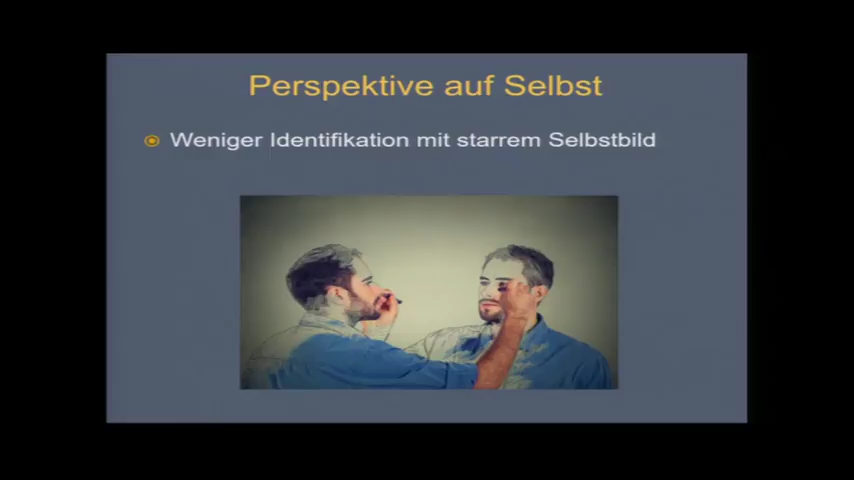 Perspektive auf Selbst
Weniger Identifikation mit starrem Selbstbild